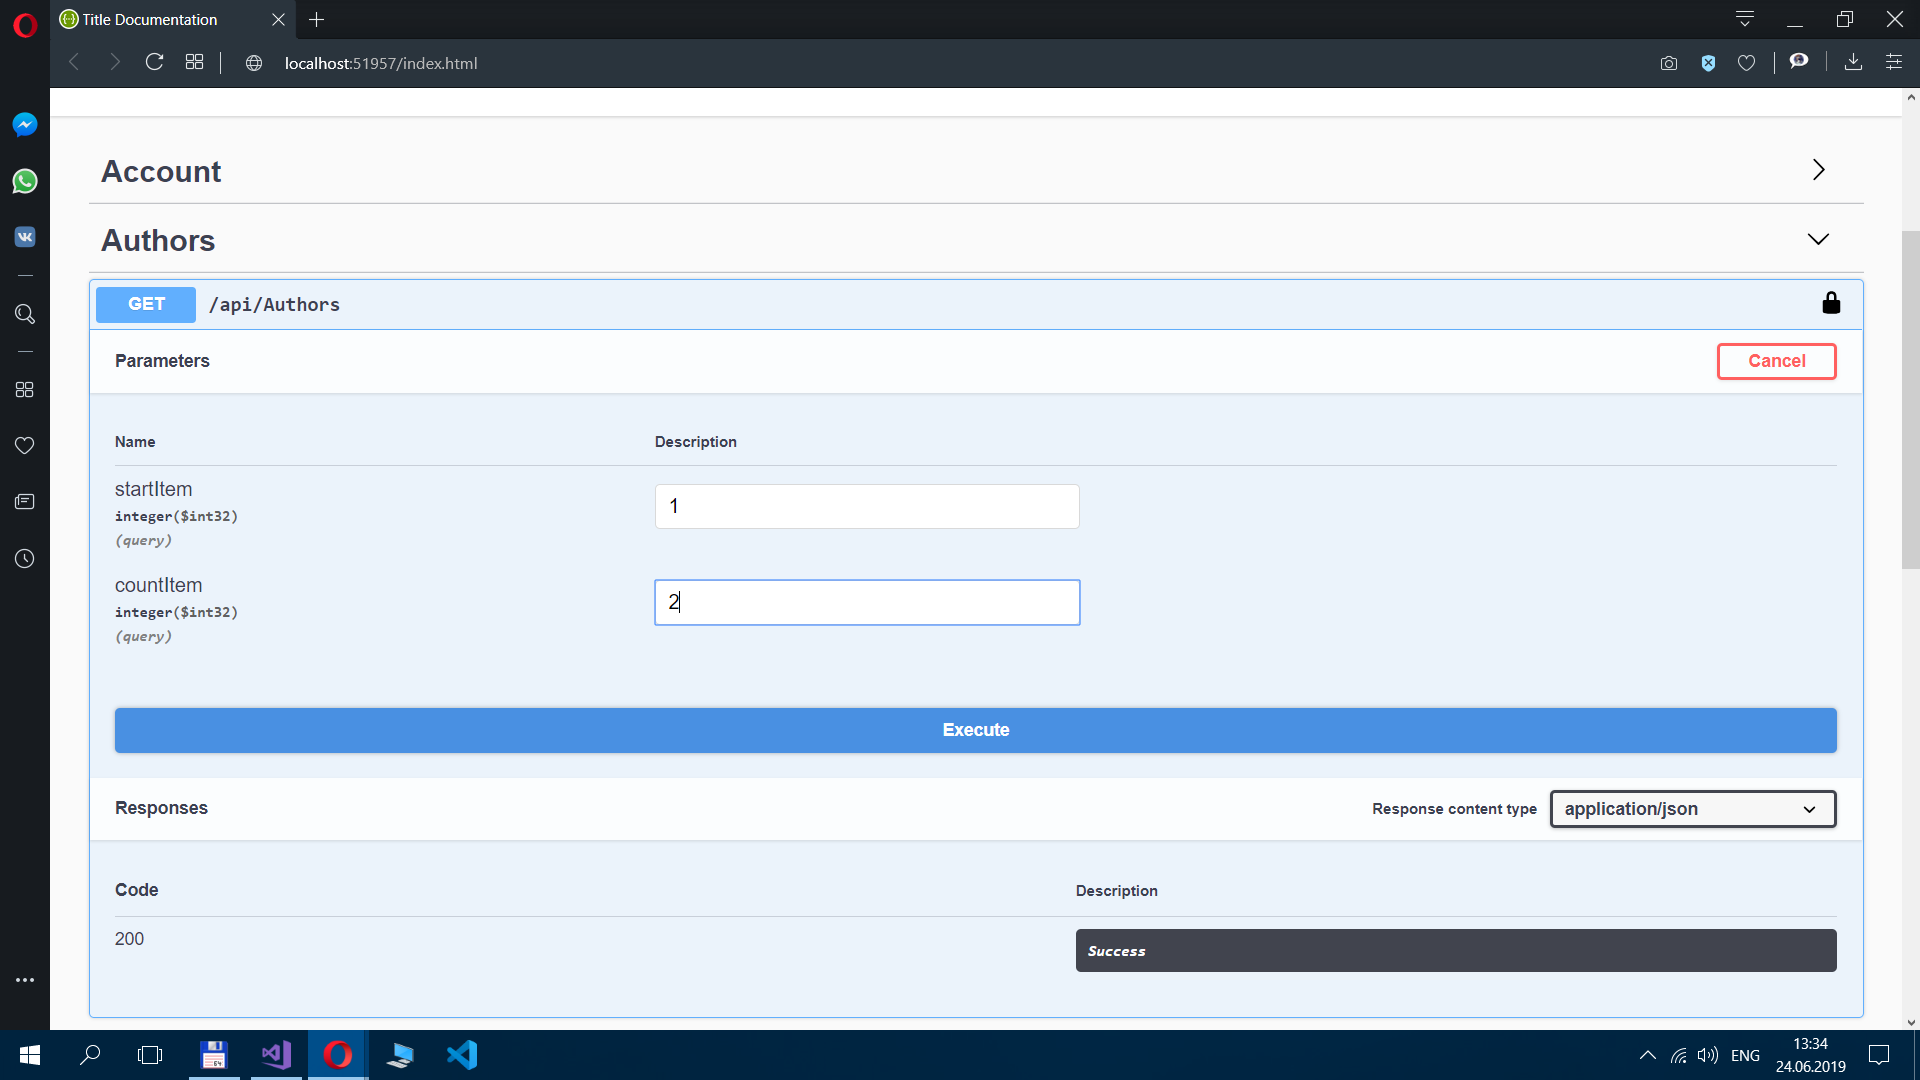 Title Documentation
localhost:51957/index.html
Account
Authors
GET /api/Authors
Parameters
Cancel
Name Description
startItem
integer($int32)
(query)
1
countItem
integer($int32)
(query)
2
Execute
Responses
Response content type application/json
Code Description
200 Success
64
ENG
13:34
24.06.2019